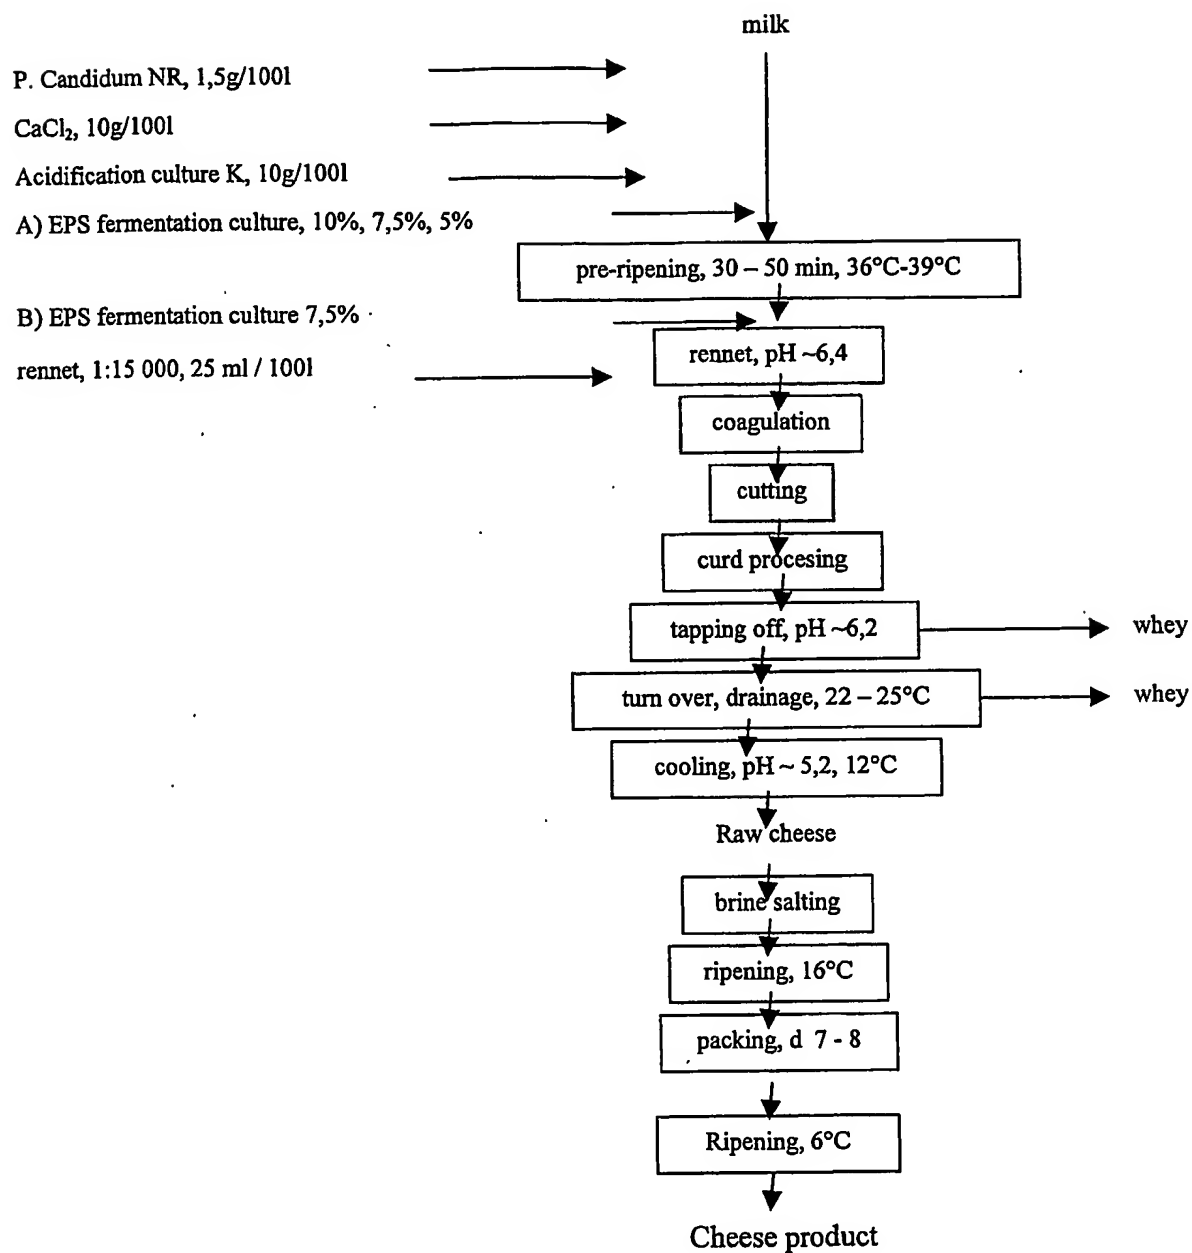 milk
P. Candidum NR, 1,5g/100l
CaCl₂, 10g/100l
Acidification culture K, 10g/100l
A) EPS fermentation culture, 10%, 7,5%, 5%
pre-ripening, 30 – 50 min, 36°C-39°C
B) EPS fermentation culture 7,5%
rennet, pH ~6,4
rennet, 1:15 000, 25 ml / 100l
coagulation
cutting
curd procesing
tapping off, pH ~6,2
whey
turn over, drainage, 22 – 25°C
whey
cooling, pH ~ 5,2, 12°C
Raw cheese
brine salting
ripening, 16°C
packing, d 7 - 8
Ripening, 6°C
Cheese product